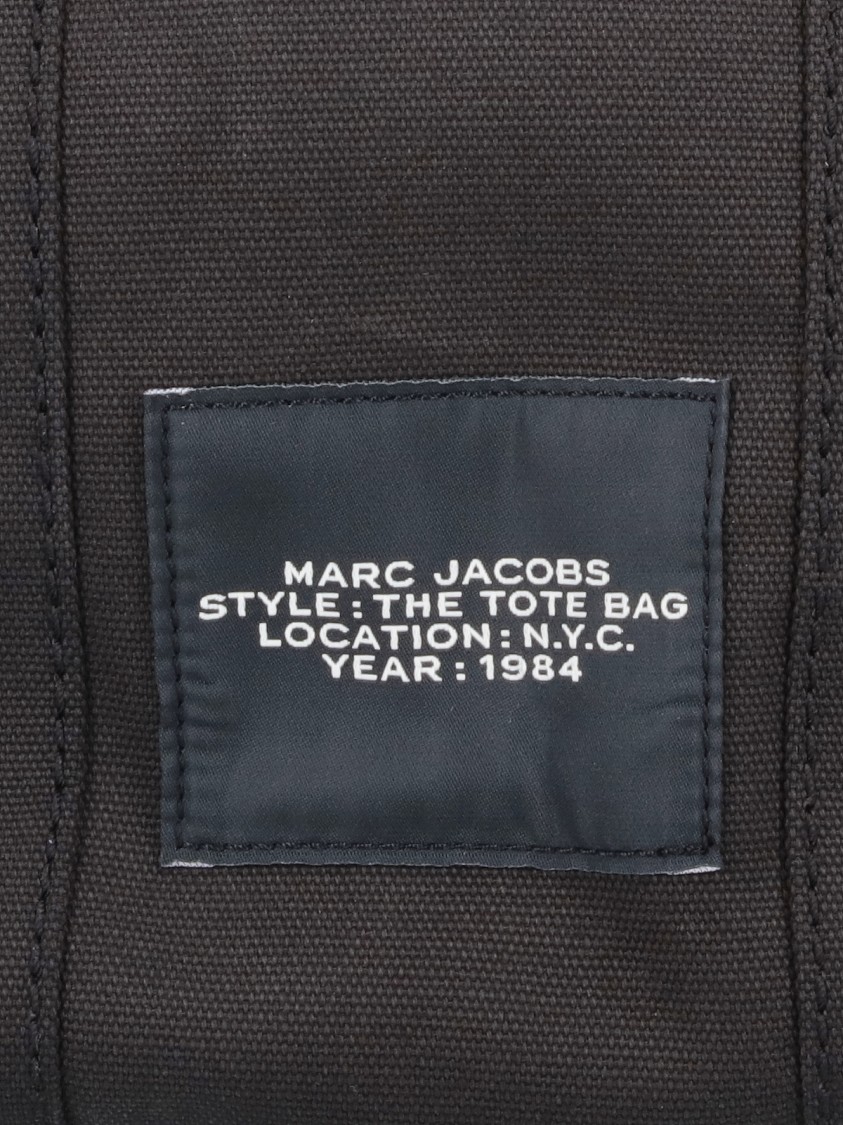 MARC JACOBS
STYLE : THE TOTE BAG
LOCATION : N.Y.C.
YEAR : 1984